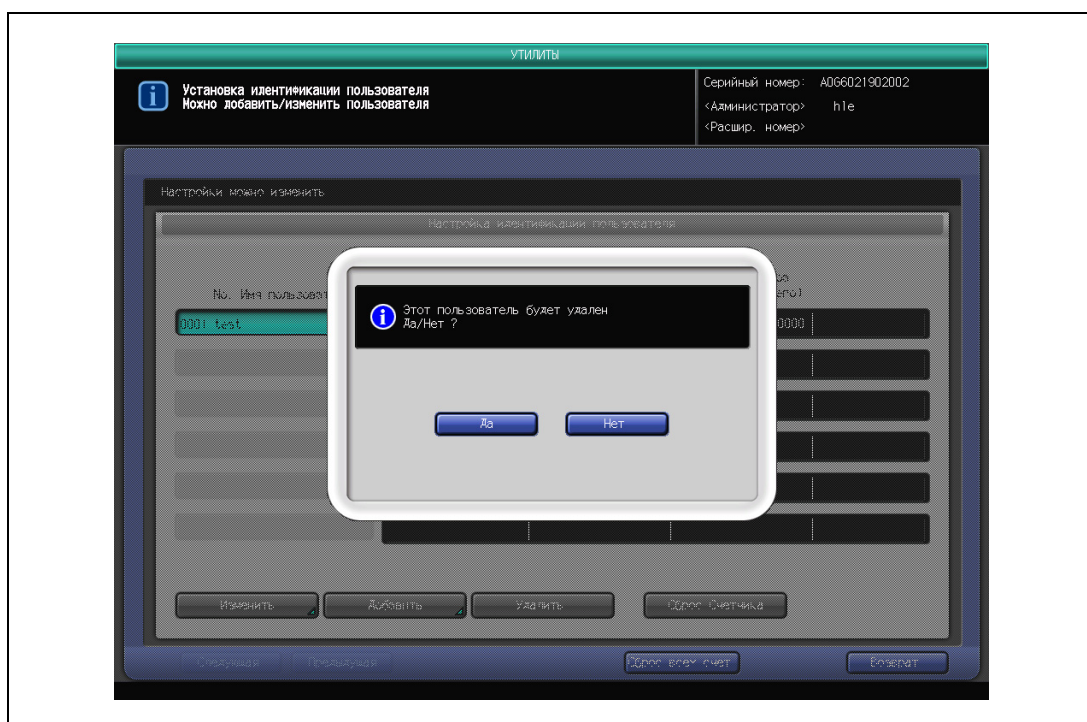 УТИЛИТЫ
Установка идентификации пользователя
Можно добавить/изменить пользователя
Серийный номер: A0G6021902002
<Администратор> hle
<Расшир. номер>
Настройки можно изменить
Настройка идентификации пользователя
No. Имя пользоват
0001 test
0000
Этот пользователь будет удален
Да/Нет ?
Да
Нет
Изменить
Добавить
Удалить
Сброс Счетчика
Следующая
Предыдущая
Сброс всех счет
Возврат